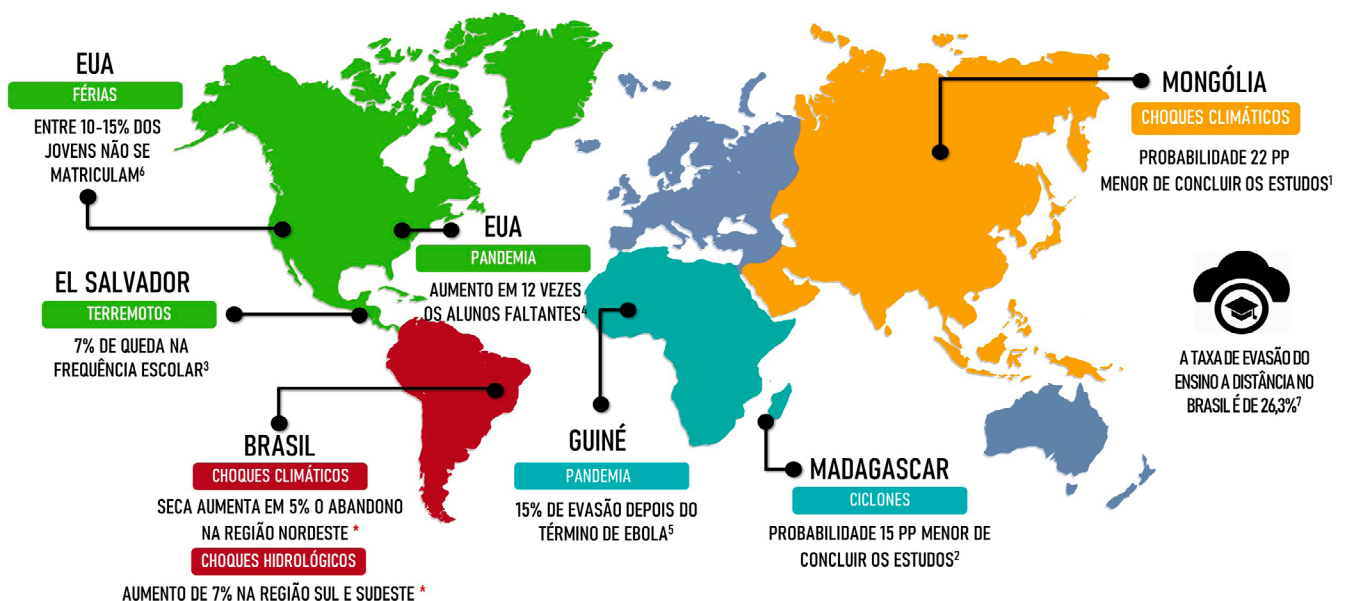 EUA
FÉRIAS
ENTRE 10-15% DOS
JOVENS NÃO SE
MATRICULAM⁶
EUA
PANDEMIA
AUMENTO EM 12 VEZES
OS ALUNOS FALTANTES⁴
EL SALVADOR
TERREMOTOS
7% DE QUEDA NA
FREQUÊNCIA ESCOLAR³
BRASIL
CHOQUES CLIMÁTICOS
SECA AUMENTA EM 5% O ABANDONO
NA REGIÃO NORDESTE *
CHOQUES HIDROLÓGICOS
AUMENTO DE 7% NA REGIÃO SUL E SUDESTE *
GUINÉ
PANDEMIA
15% DE EVASÃO DEPOIS DO
TÉRMINO DE EBOLA⁵
MADAGASCAR
CICLONES
PROBABILIDADE 15 PP MENOR DE
CONCLUIR OS ESTUDOS²
MONGÓLIA
CHOQUES CLIMÁTICOS
PROBABILIDADE 22 PP
MENOR DE CONCLUIR OS ESTUDOS¹
A TAXA DE EVASÃO DO
ENSINO A DISTÂNCIA NO
BRASIL É DE 26,3%⁷